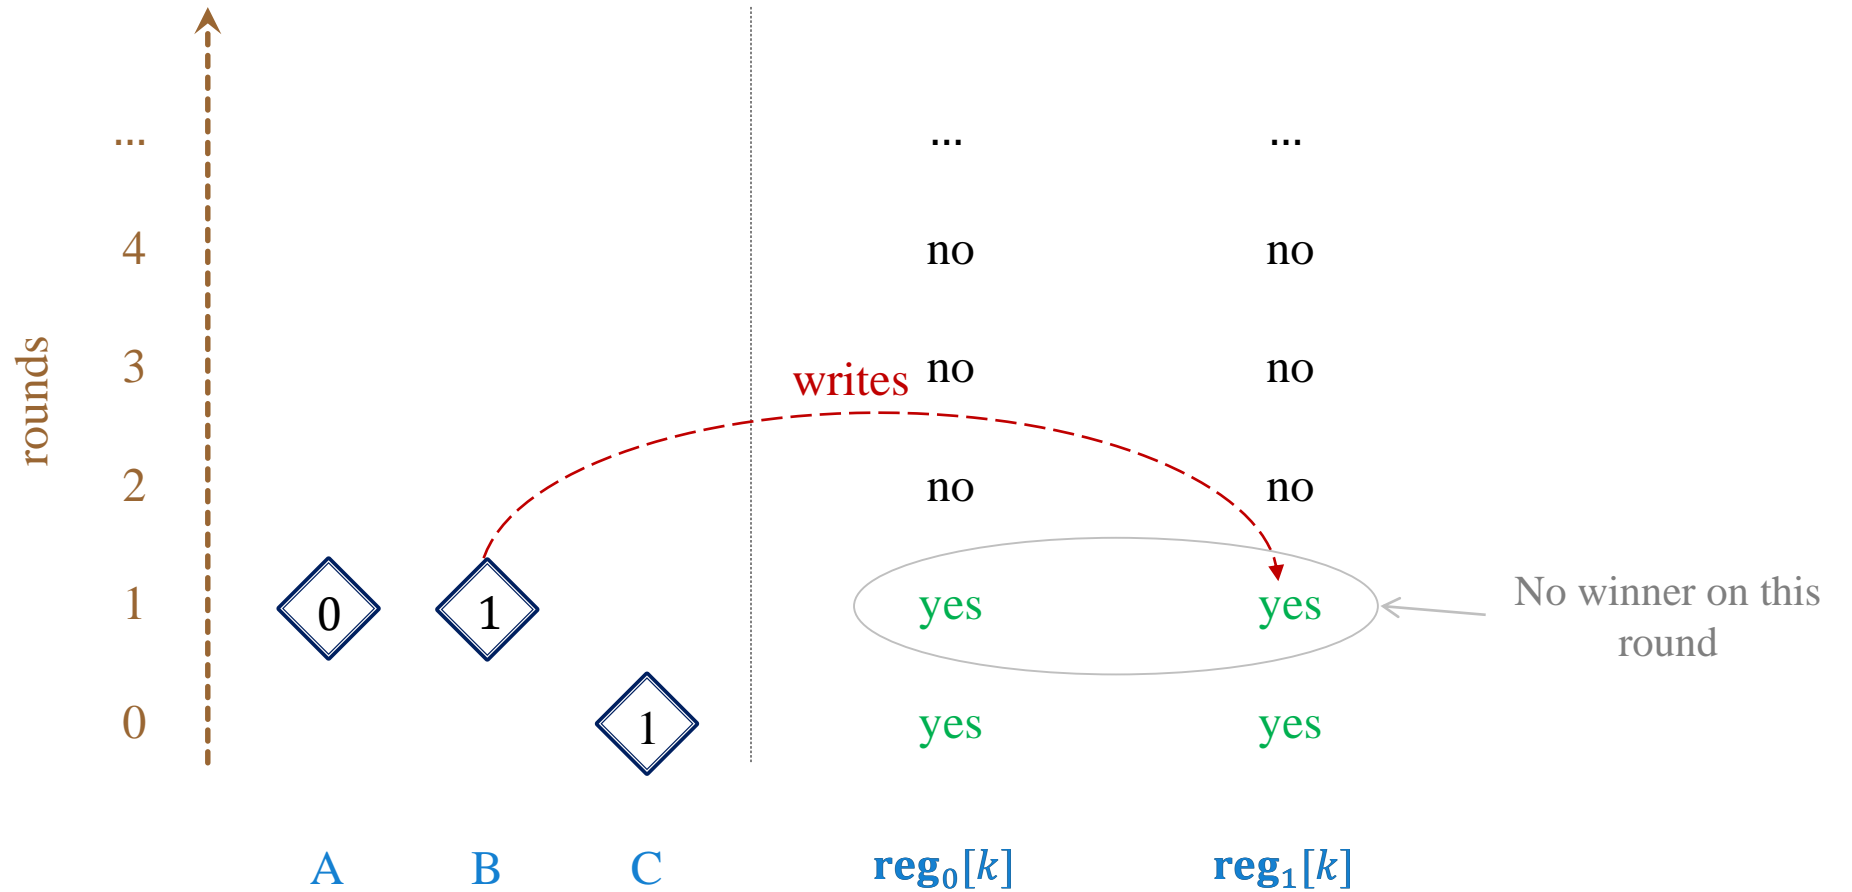 ... ... ...
4 no no
rounds
3 writes no no
2 no no
1 0 1 yes yes No winner on this
round
0 1 yes yes
A B C reg₀[k] reg₁[k]